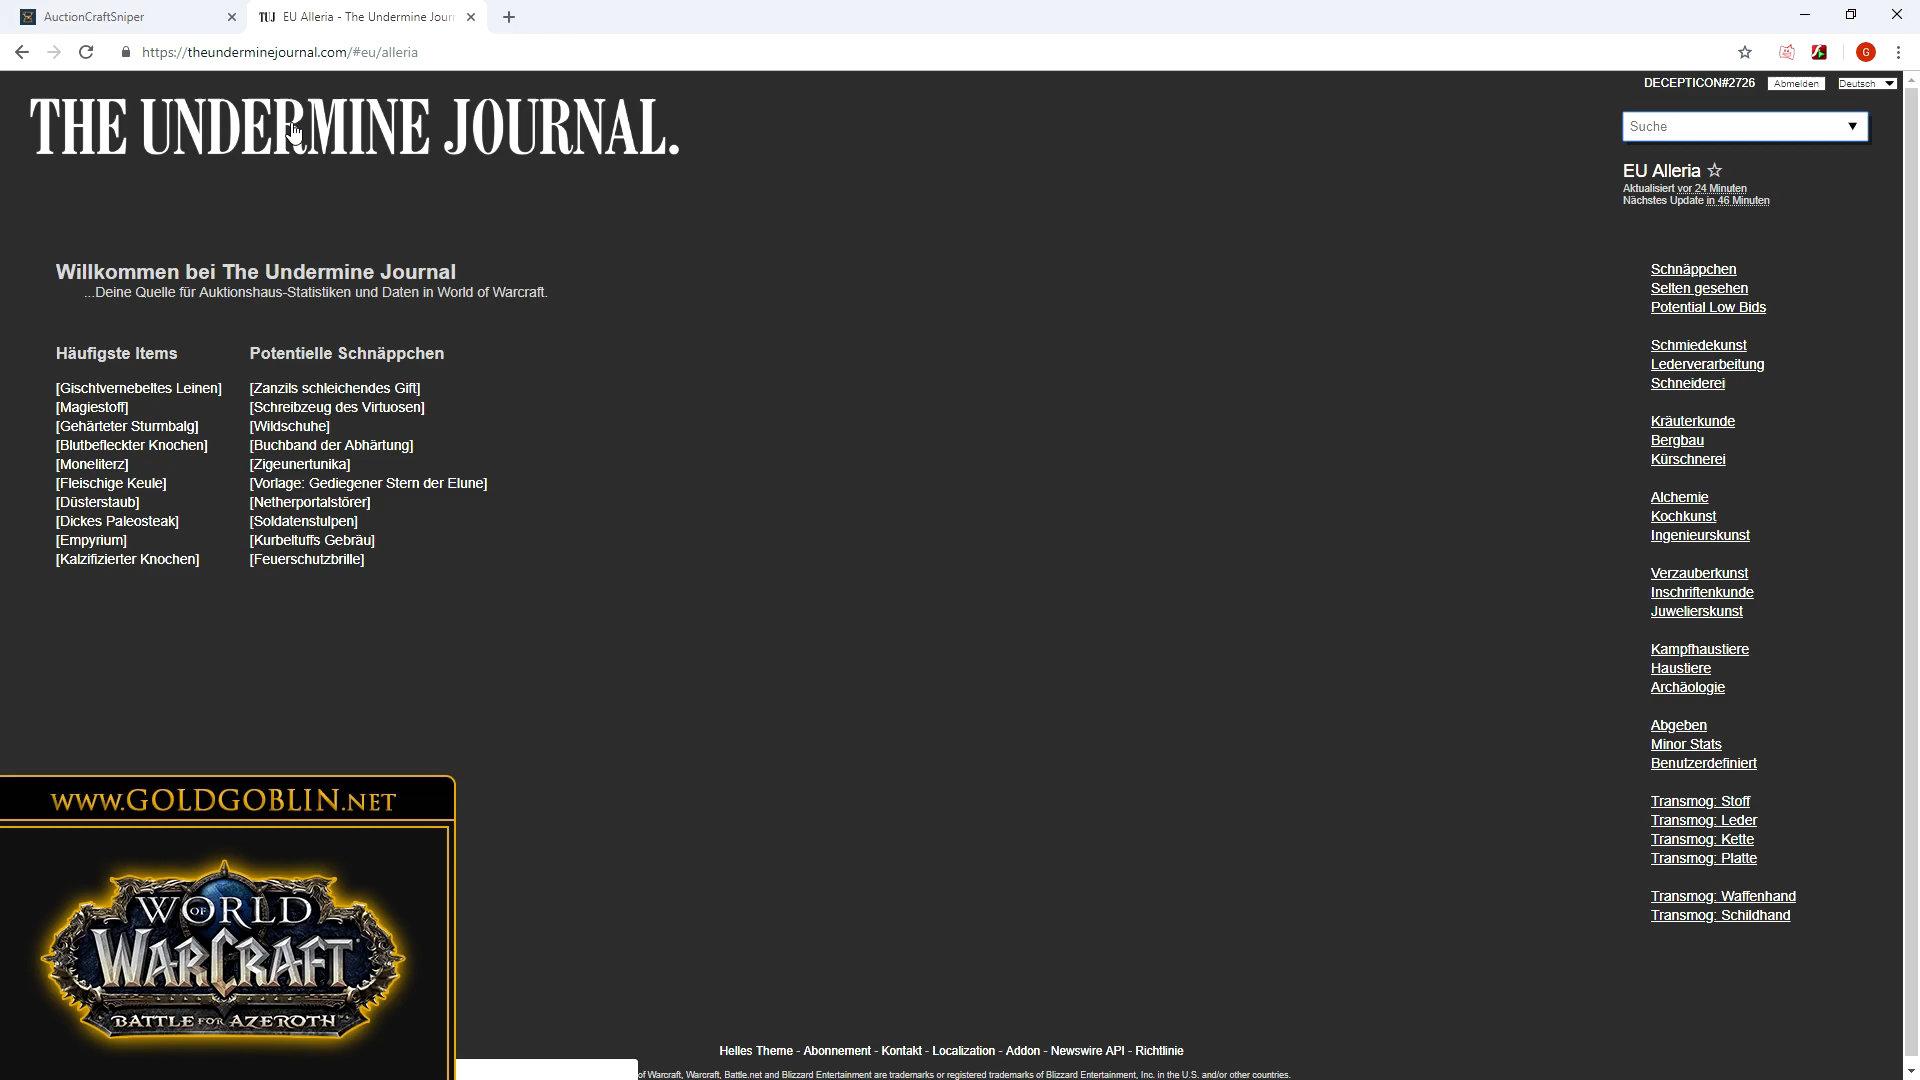 AuctionCraftSniper
TUJ EU Alleria - The Undermine Jour
https://theunderminejournal.com/#eu/alleria
G
DECEPTICON#2726 Abmelden Deutsch
THE UNDERMINE JOURNAL.
Suche
EU Alleria
Aktualisiert vor 24 Minuten
Nächstes Update in 46 Minuten
Willkommen bei The Undermine Journal
...Deine Quelle für Auktionshaus-Statistiken und Daten in World of Warcraft.
Häufigste Items
[Gischtvernebeltes Leinen]
[Magiestoff]
[Gehärteter Sturmbalg]
[Blutbefleckter Knochen]
[Moneliterz]
[Fleischige Keule]
[Düsterstaub]
[Dickes Paleosteak]
[Empyrium]
[Kalzifizierter Knochen]
Potentielle Schnäppchen
[Zanzils schleichendes Gift]
[Schreibzeug des Virtuosen]
[Wildschuhe]
[Buchband der Abhärtung]
[Zigeunertunika]
[Vorlage: Gediegener Stern der Elune]
[Netherportalstörer]
[Soldatenstulpen]
[Kurbeltuffs Gebräu]
[Feuerschutzbrille]
Schnäppchen
Selten gesehen
Potential Low Bids
Schmiedekunst
Lederverarbeitung
Schneiderei
Kräuterkunde
Bergbau
Kürschnerei
Alchemie
Kochkunst
Ingenieurskunst
Verzauberkunst
Inschriftenkunde
Juwelierskunst
Kampfhaustiere
Haustiere
Archäologie
Abgeben
Minor Stats
Benutzerdefiniert
Transmog: Stoff
Transmog: Leder
Transmog: Kette
Transmog: Platte
Transmog: Waffenhand
Transmog: Schildhand
WWW.GOLDGOBLIN.NET
WORLD OF
WARCRAFT
BATTLE FOR AZEROTH
Helles Theme - Abonnement - Kontakt - Localization - Addon - Newswire API - Richtlinie
of Warcraft, Warcraft, Battle.net and Blizzard Entertainment are trademarks or registered trademarks of Blizzard Entertainment, Inc. in the U.S. and/or other countries.